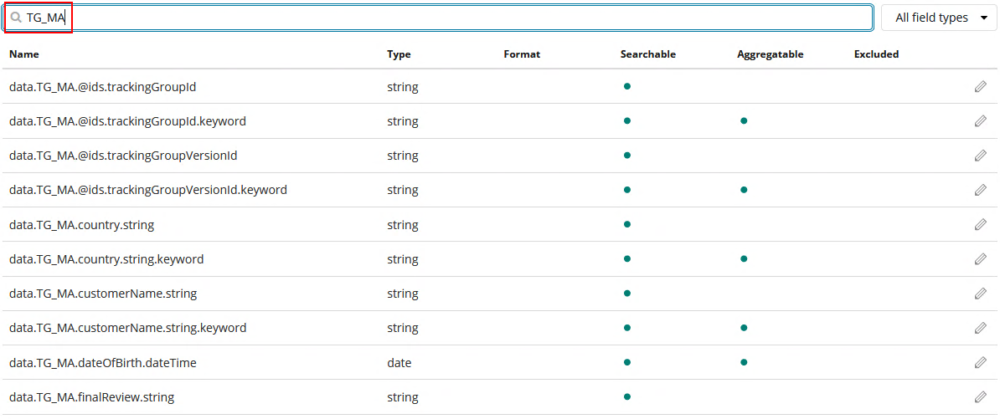 TG_MA All field types
Name Type Format Searchable Aggregatable Excluded
data.TG_MA.@ids.trackingGroupId string
data.TG_MA.@ids.trackingGroupId.keyword string
data.TG_MA.@ids.trackingGroupVersionId string
data.TG_MA.@ids.trackingGroupVersionId.keyword string
data.TG_MA.country.string string
data.TG_MA.country.string.keyword string
data.TG_MA.customerName.string string
data.TG_MA.customerName.string.keyword string
data.TG_MA.dateOfBirth.dateTime date
data.TG_MA.finalReview.string string